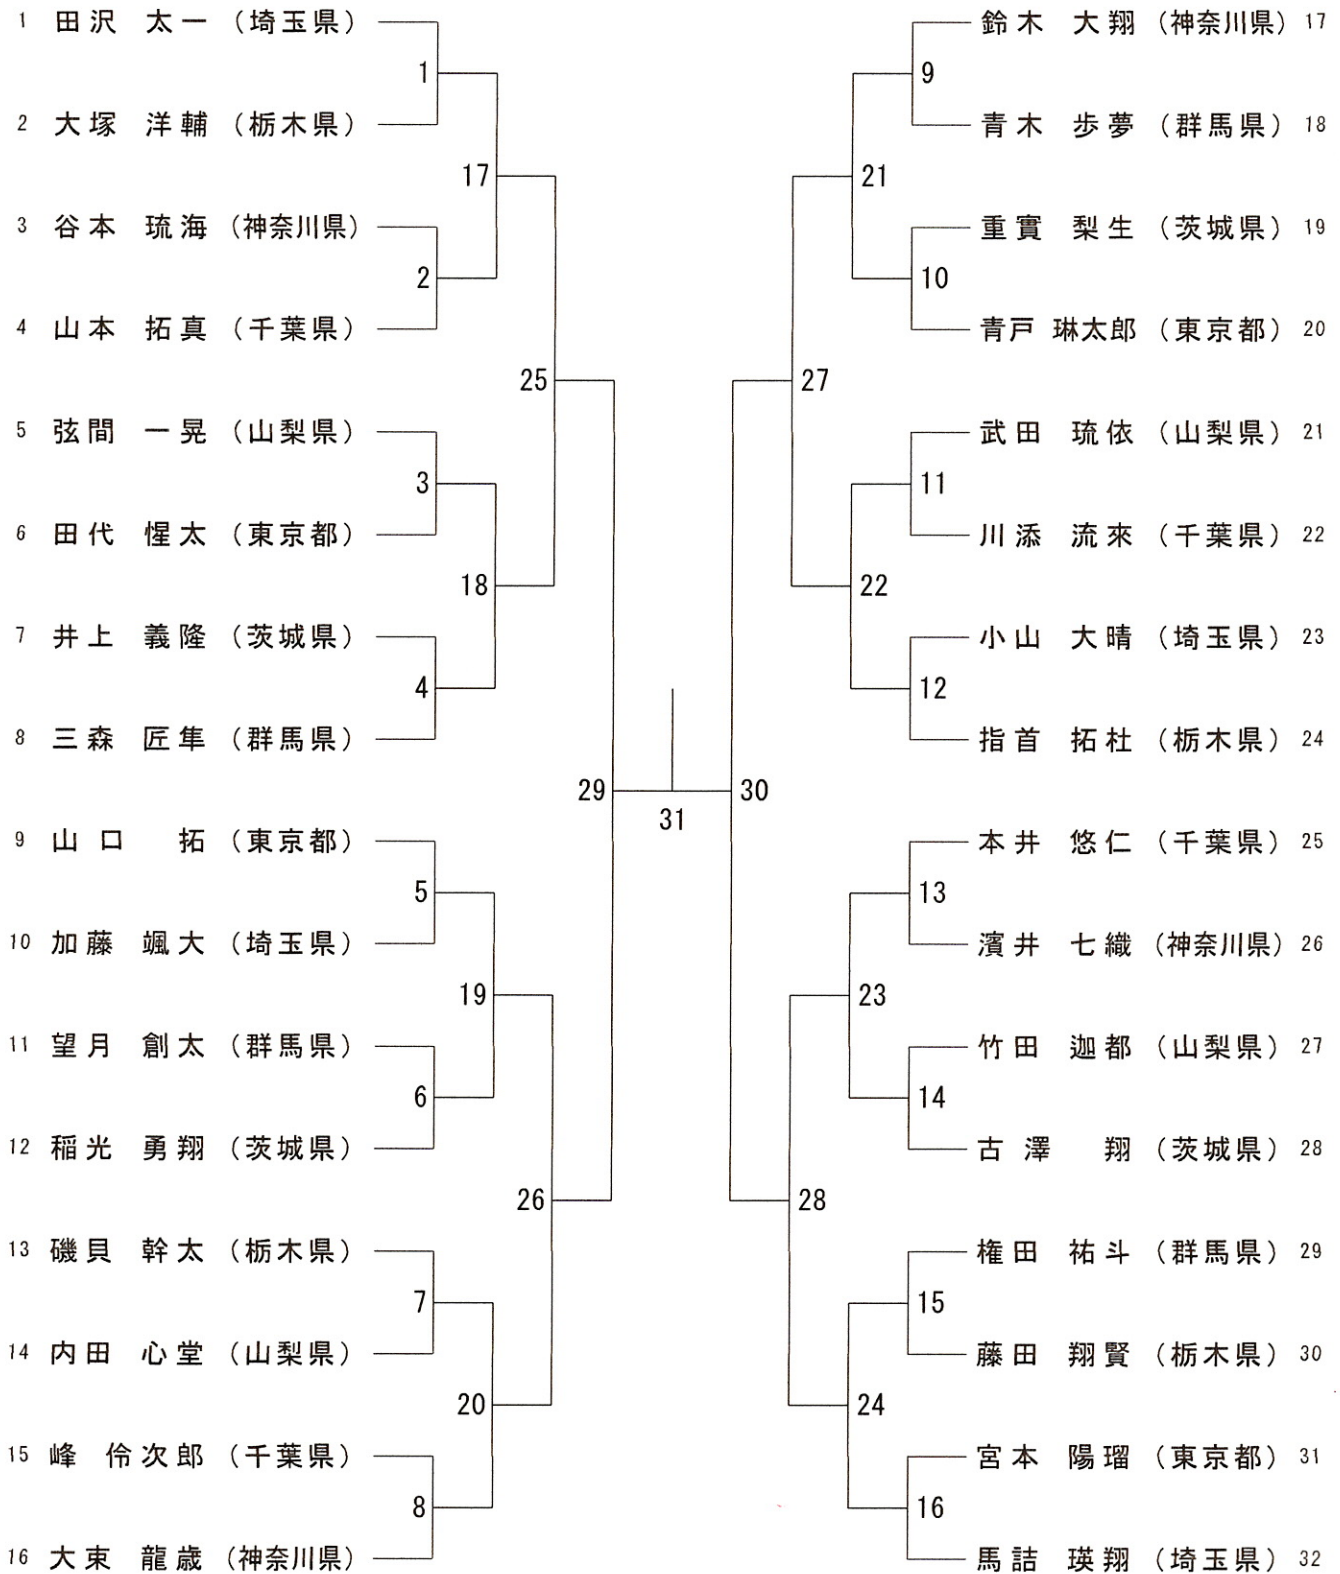 1 田沢 太一 (埼玉県)
1
2 大塚 洋輔 (栃木県)
17
3 谷本 琉海 (神奈川県)
2
4 山本 拓真 (千葉県)
25
5 弦間 一晃 (山梨県)
3
6 田代 惺太 (東京都)
18
7 井上 義隆 (茨城県)
4
8 三森 匠隼 (群馬県)
29
9 山口 拓 (東京都)
5
10 加藤 颯大 (埼玉県)
19
11 望月 創太 (群馬県)
6
12 稲光 勇翔 (茨城県)
26
13 磯貝 幹太 (栃木県)
7
14 内田 心堂 (山梨県)
20
15 峰 伶次郎 (千葉県)
8
16 大束 龍歳 (神奈川県)
31
鈴木 大翔 (神奈川県) 17
9
青木 歩夢 (群馬県) 18
21
重實 梨生 (茨城県) 19
10
青戸 琳太郎 (東京都) 20
27
武田 琉依 (山梨県) 21
11
川添 流來 (千葉県) 22
22
小山 大晴 (埼玉県) 23
12
指首 拓杜 (栃木県) 24
30
本井 悠仁 (千葉県) 25
13
濱井 七織 (神奈川県) 26
23
竹田 迦都 (山梨県) 27
14
古澤 翔 (茨城県) 28
28
権田 祐斗 (群馬県) 29
15
藤田 翔賢 (栃木県) 30
24
宮本 陽瑠 (東京都) 31
16
馬詰 瑛翔 (埼玉県) 32